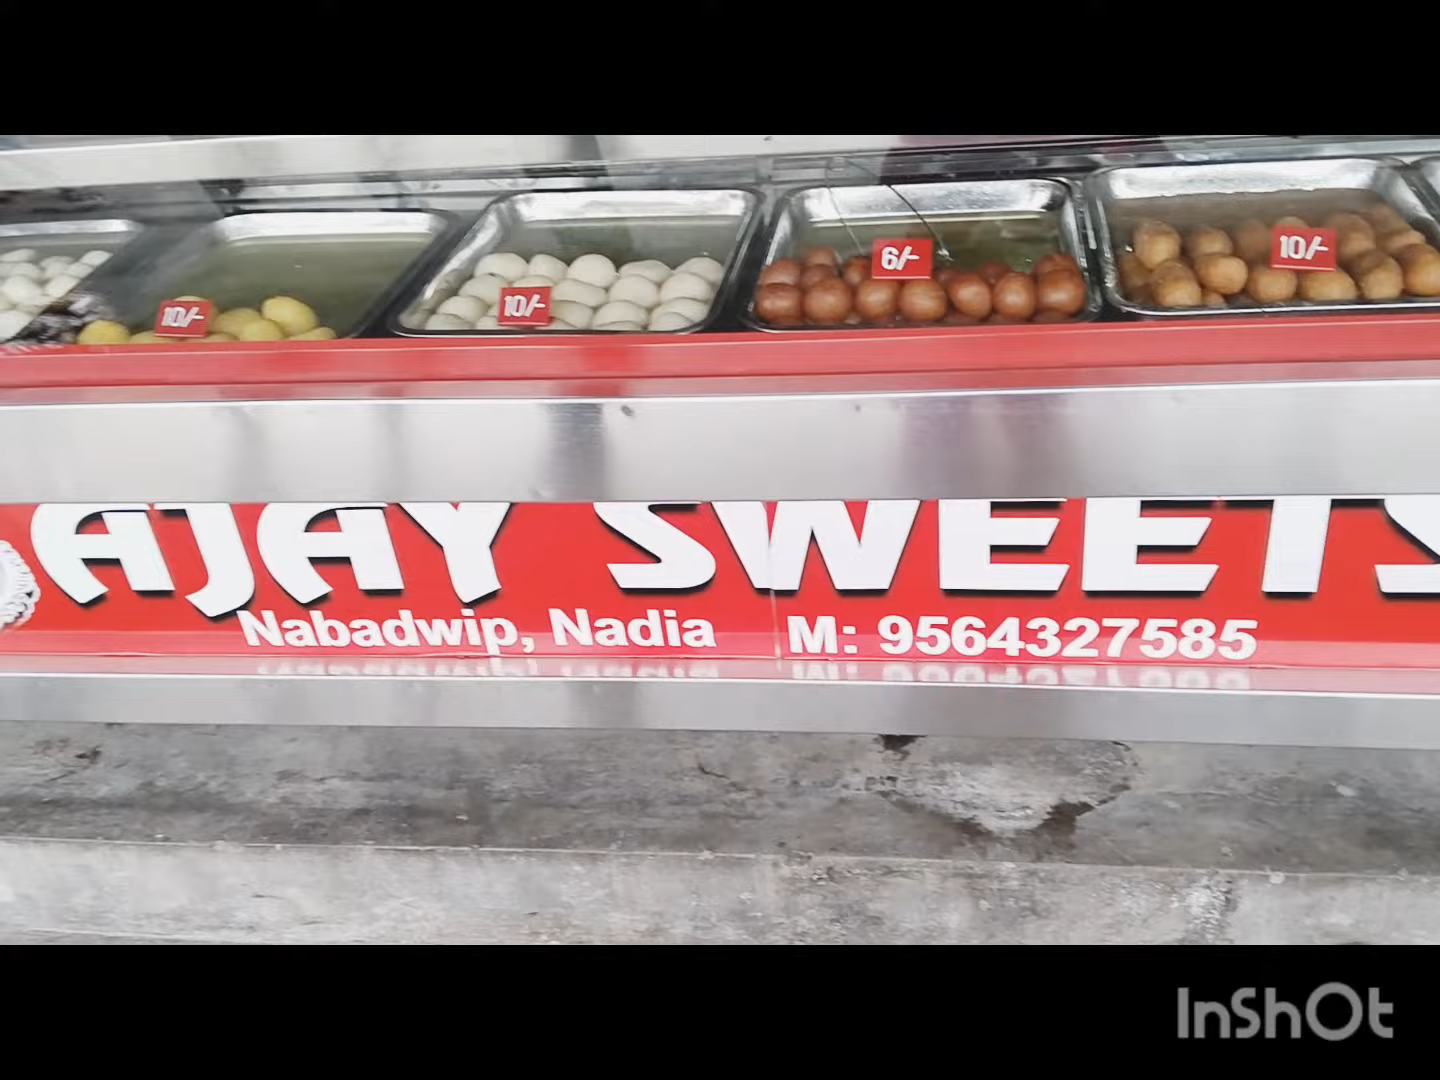 10/-
10/-
6/-
10/-
AJAY SWEETS
Nabadwip, Nadia M: 9564327585
InShOt